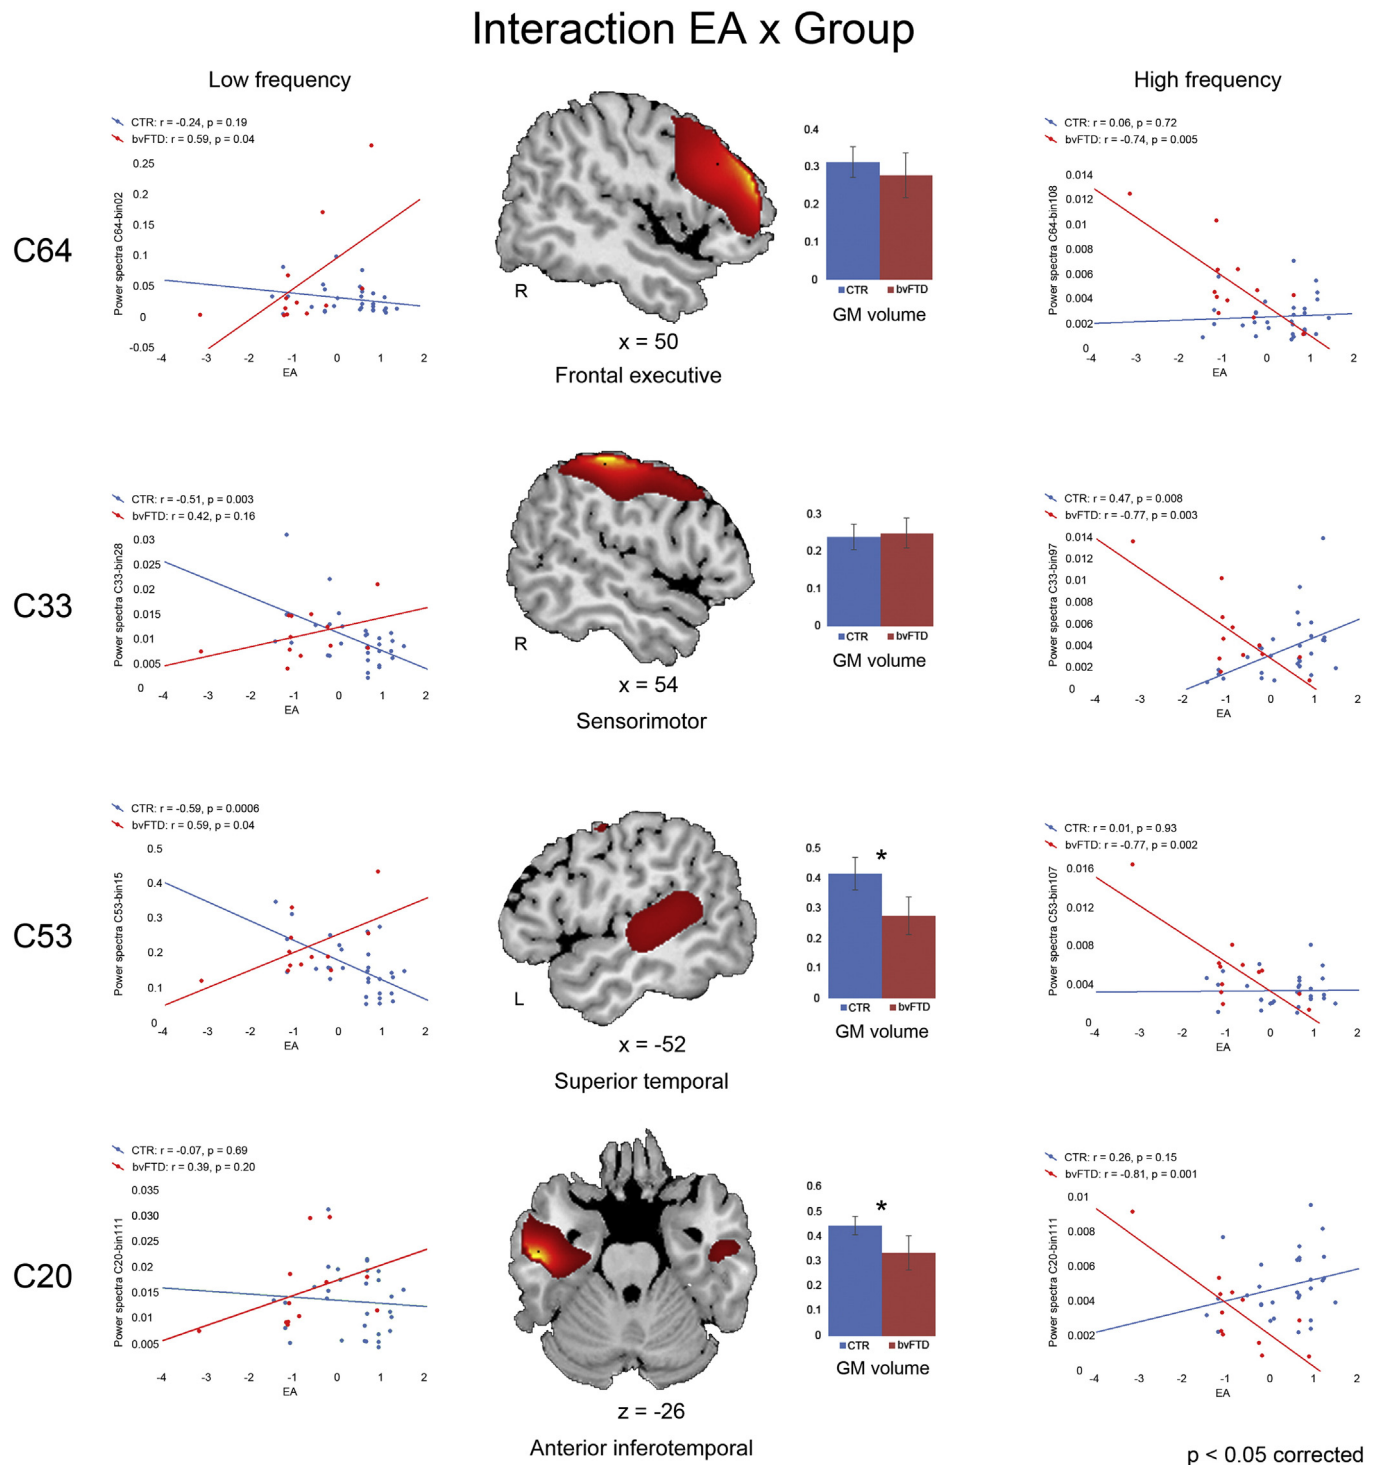 Interaction EA x Group
Low frequency
High frequency
C64
CTR: r = -0.24, p = 0.19
bvFTD: r = 0.59, p = 0.04
Power spectra C64-bin02
0.25
0.2
0.15
0.1
0.05
0
-0.05
-4 -3 -2 -1 0 1 2
EA
R
x = 50
Frontal executive
0.4
0.3
0.2
0.1
0
CTR bvFTD
GM volume
CTR: r = 0.06, p = 0.72
bvFTD: r = -0.74, p = 0.005
Power spectra C64-bin108
0.014
0.012
0.01
0.008
0.006
0.004
0.002
0
-4 -3 -2 -1 0 1 2
EA
C33
CTR: r = -0.51, p = 0.003
bvFTD: r = 0.42, p = 0.16
Power spectra C33-bin28
0.03
0.025
0.02
0.015
0.01
0.005
0
-4 -3 -2 -1 0 1 2
EA
R
x = 54
Sensorimotor
0.3
0.2
0.1
0
CTR bvFTD
GM volume
CTR: r = 0.47, p = 0.008
bvFTD: r = -0.77, p = 0.003
Power spectra C33-bin97
0.014
0.012
0.01
0.008
0.006
0.004
0.002
0
-4 -3 -2 -1 0 1 2
EA
C53
CTR: r = -0.59, p = 0.0006
bvFTD: r = 0.59, p = 0.04
Power spectra C53-bin15
0.5
0.4
0.3
0.2
0.1
0
-4 -3 -2 -1 0 1 2
EA
L
x = -52
Superior temporal
0.5
0.4
0.3
0.2
0.1
0
*
CTR bvFTD
GM volume
CTR: r = 0.01, p = 0.93
bvFTD: r = -0.77, p = 0.002
Power spectra C53-bin107
0.016
0.012
0.008
0.004
0
-4 -3 -2 -1 0 1 2
EA
C20
CTR: r = -0.07, p = 0.69
bvFTD: r = 0.39, p = 0.20
Power spectra C20-bin111
0.035
0.030
0.025
0.02
0.015
0.01
0.005
-4 -3 -2 -1 0 1 2
EA
z = -26
Anterior inferotemporal
0.6
0.5
0.4
0.3
0.2
0.1
0
*
CTR bvFTD
GM volume
CTR: r = 0.26, p = 0.15
bvFTD: r = -0.81, p = 0.001
Power spectra C20-bin111
0.01
0.008
0.006
0.004
0.002
0
-4 -3 -2 -1 0 1 2
EA
p < 0.05 corrected